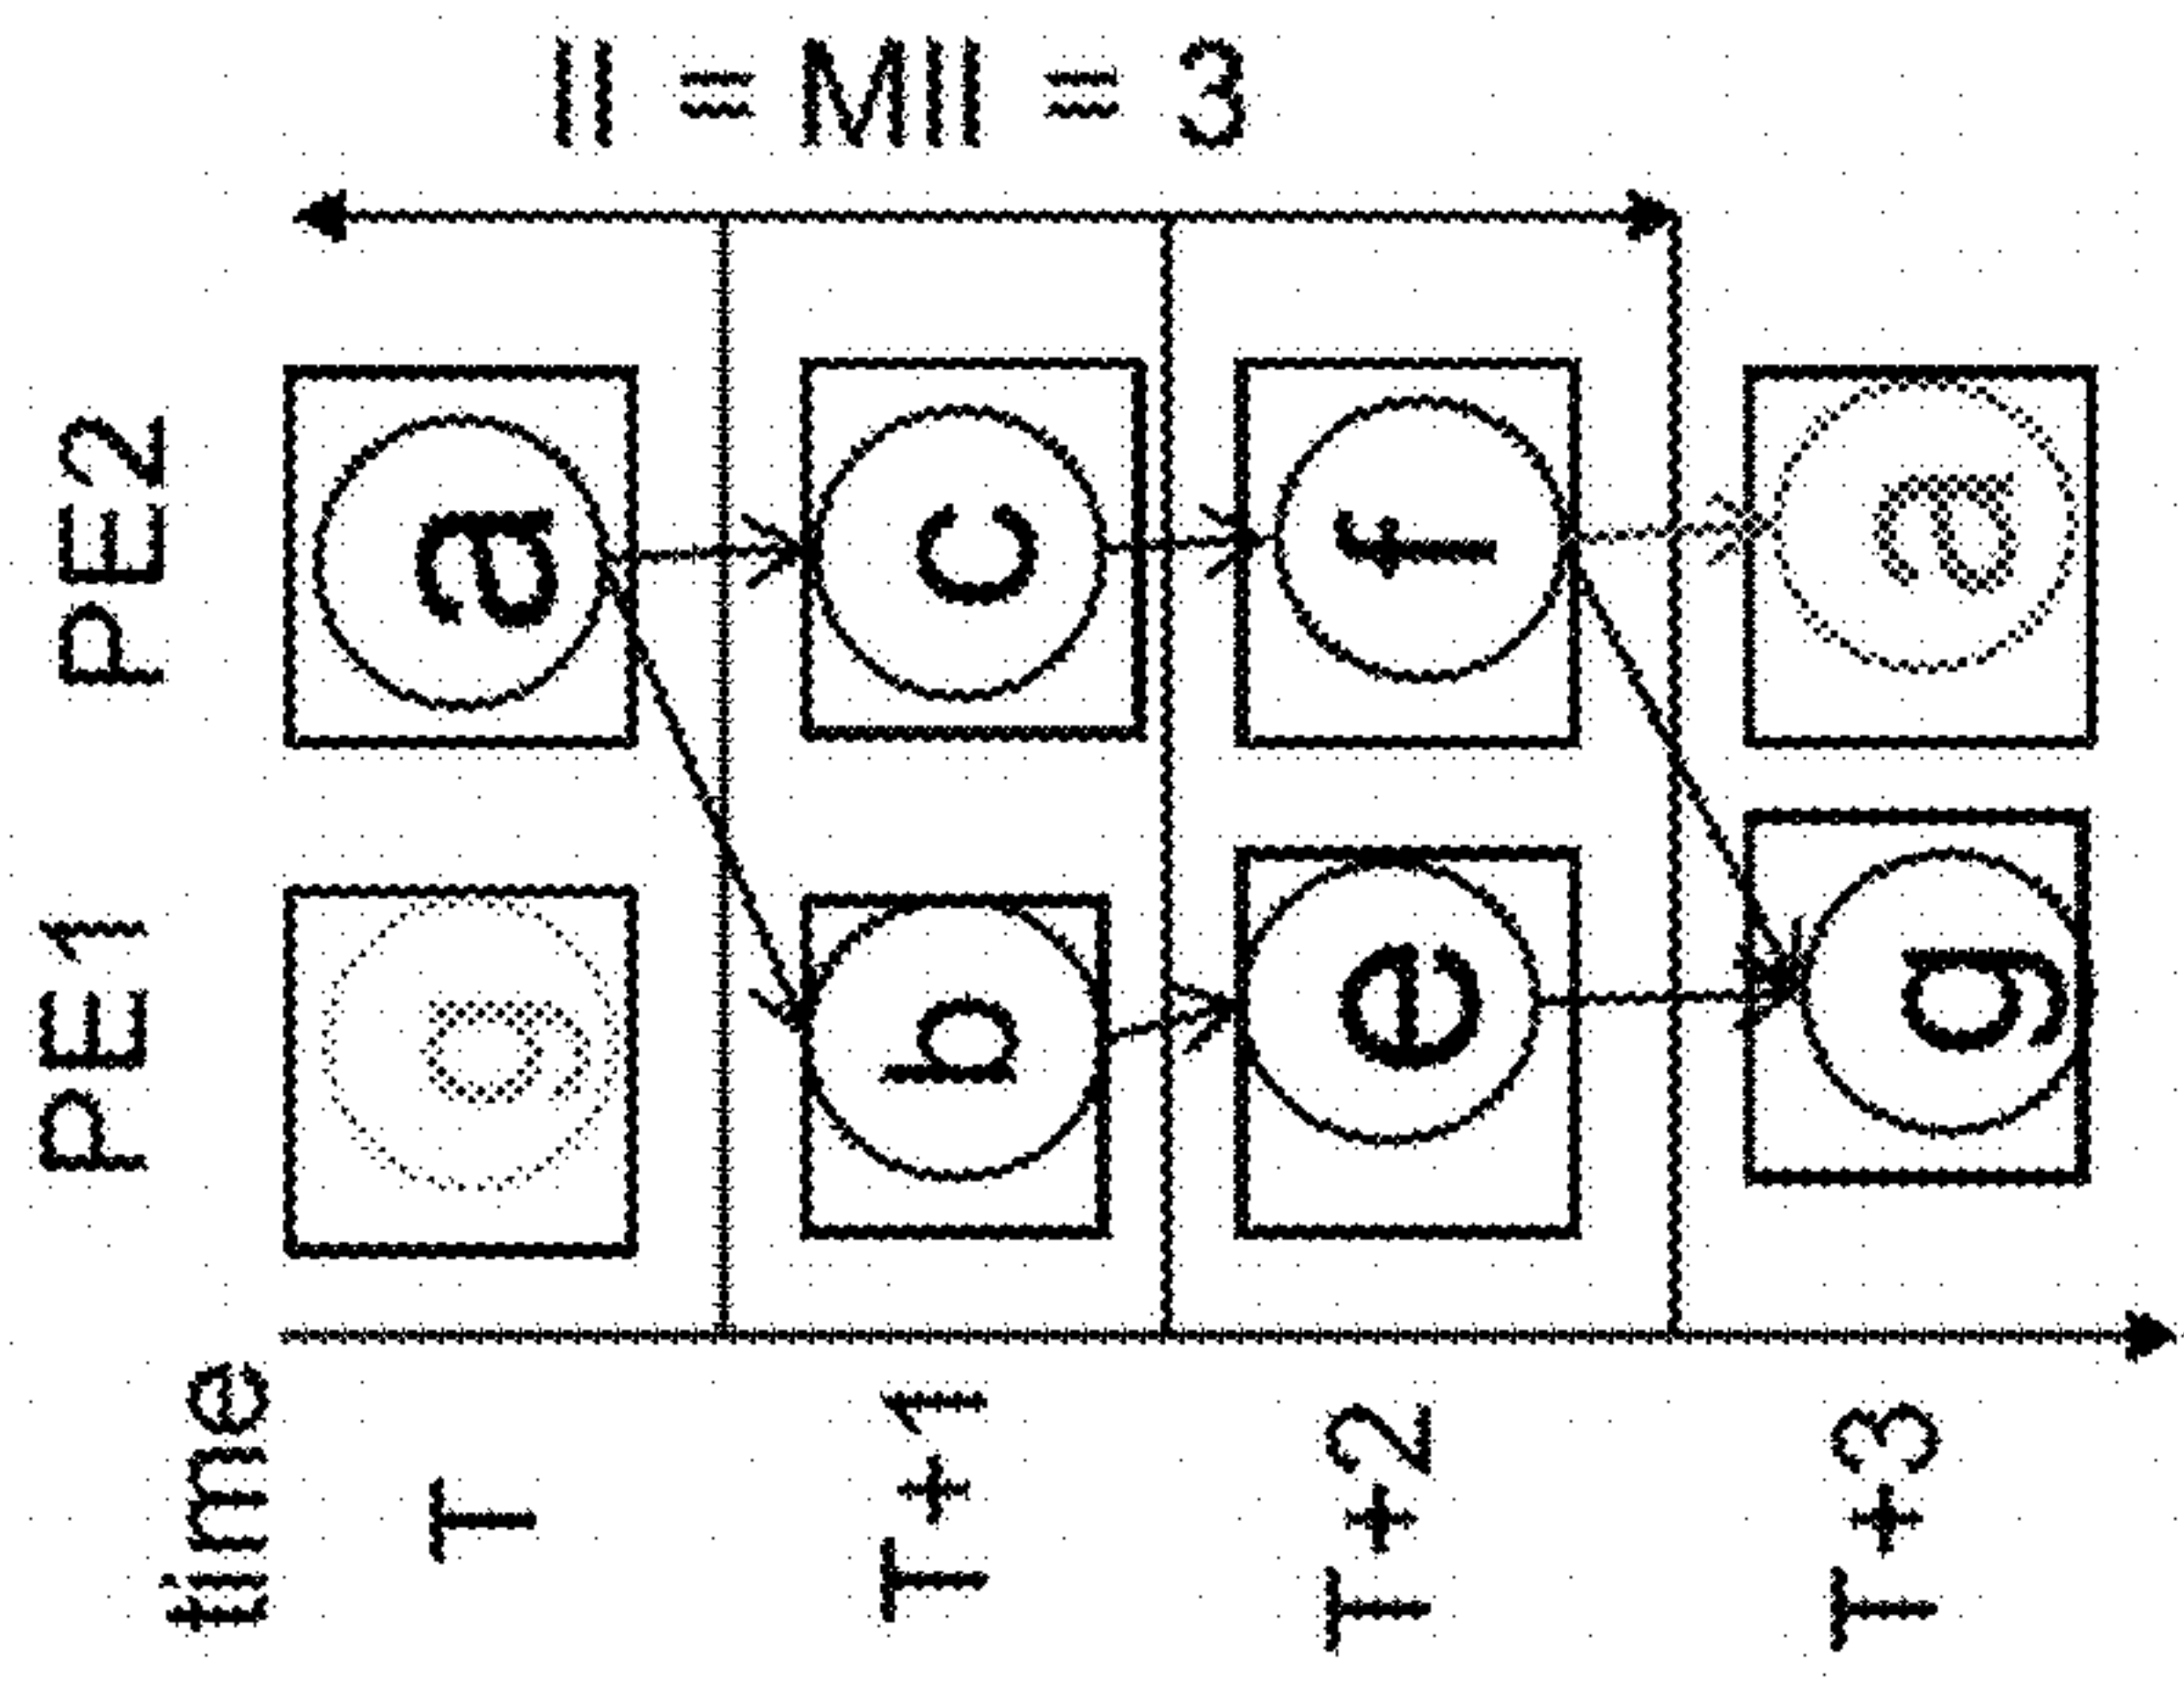 time PE1 PE2
T g a
T+1 b c
T+2 e f
T+3 g a
II = MII = 3